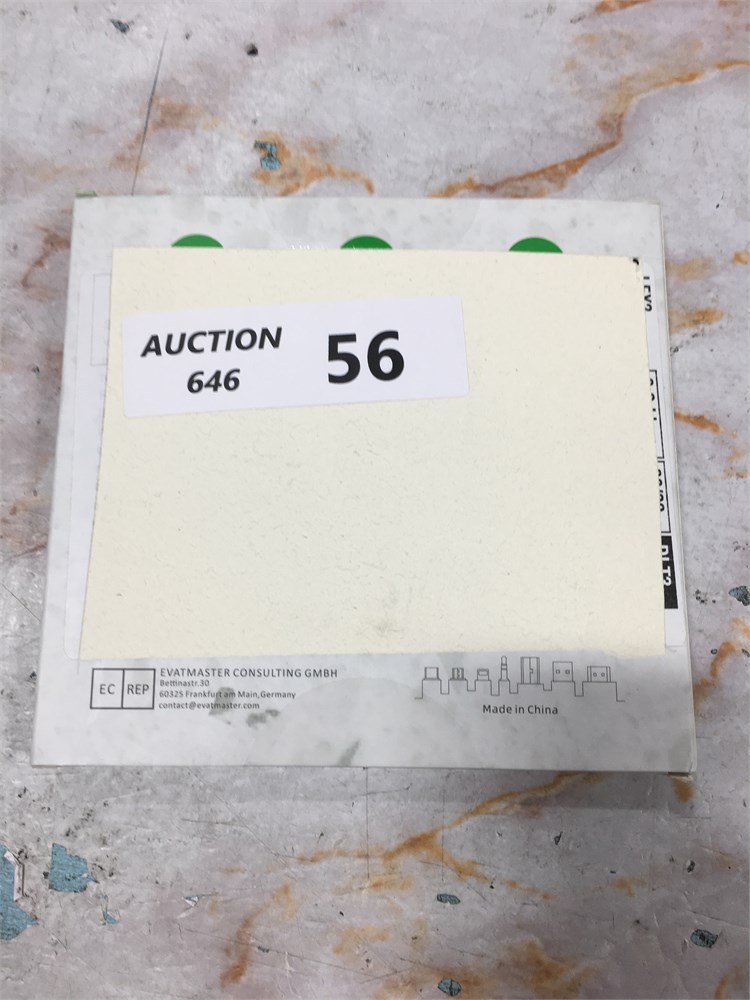 AUCTION
646
56
EC REP
EVATMASTER CONSULTING GMBH
Bettinastr.30
60325 Frankfurt am Main,Germany
contact@evatmaster.com
Made in China